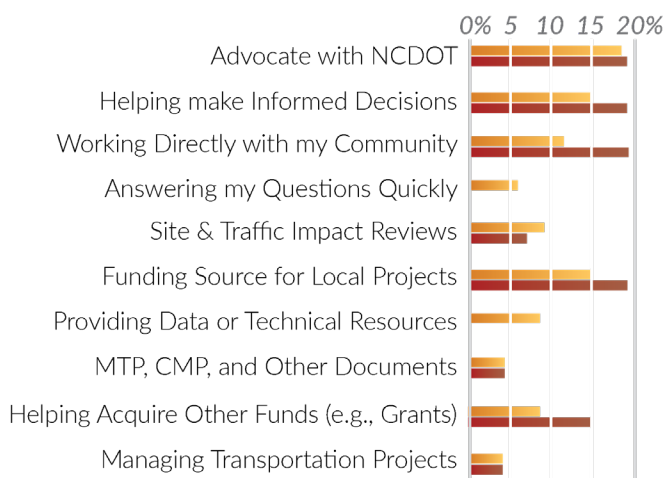 0% 5 10 15 20%
Advocate with NCDOT
Helping make Informed Decisions
Working Directly with my Community
Answering my Questions Quickly
Site & Traffic Impact Reviews
Funding Source for Local Projects
Providing Data or Technical Resources
MTP, CMP, and Other Documents
Helping Acquire Other Funds (e.g., Grants)
Managing Transportation Projects